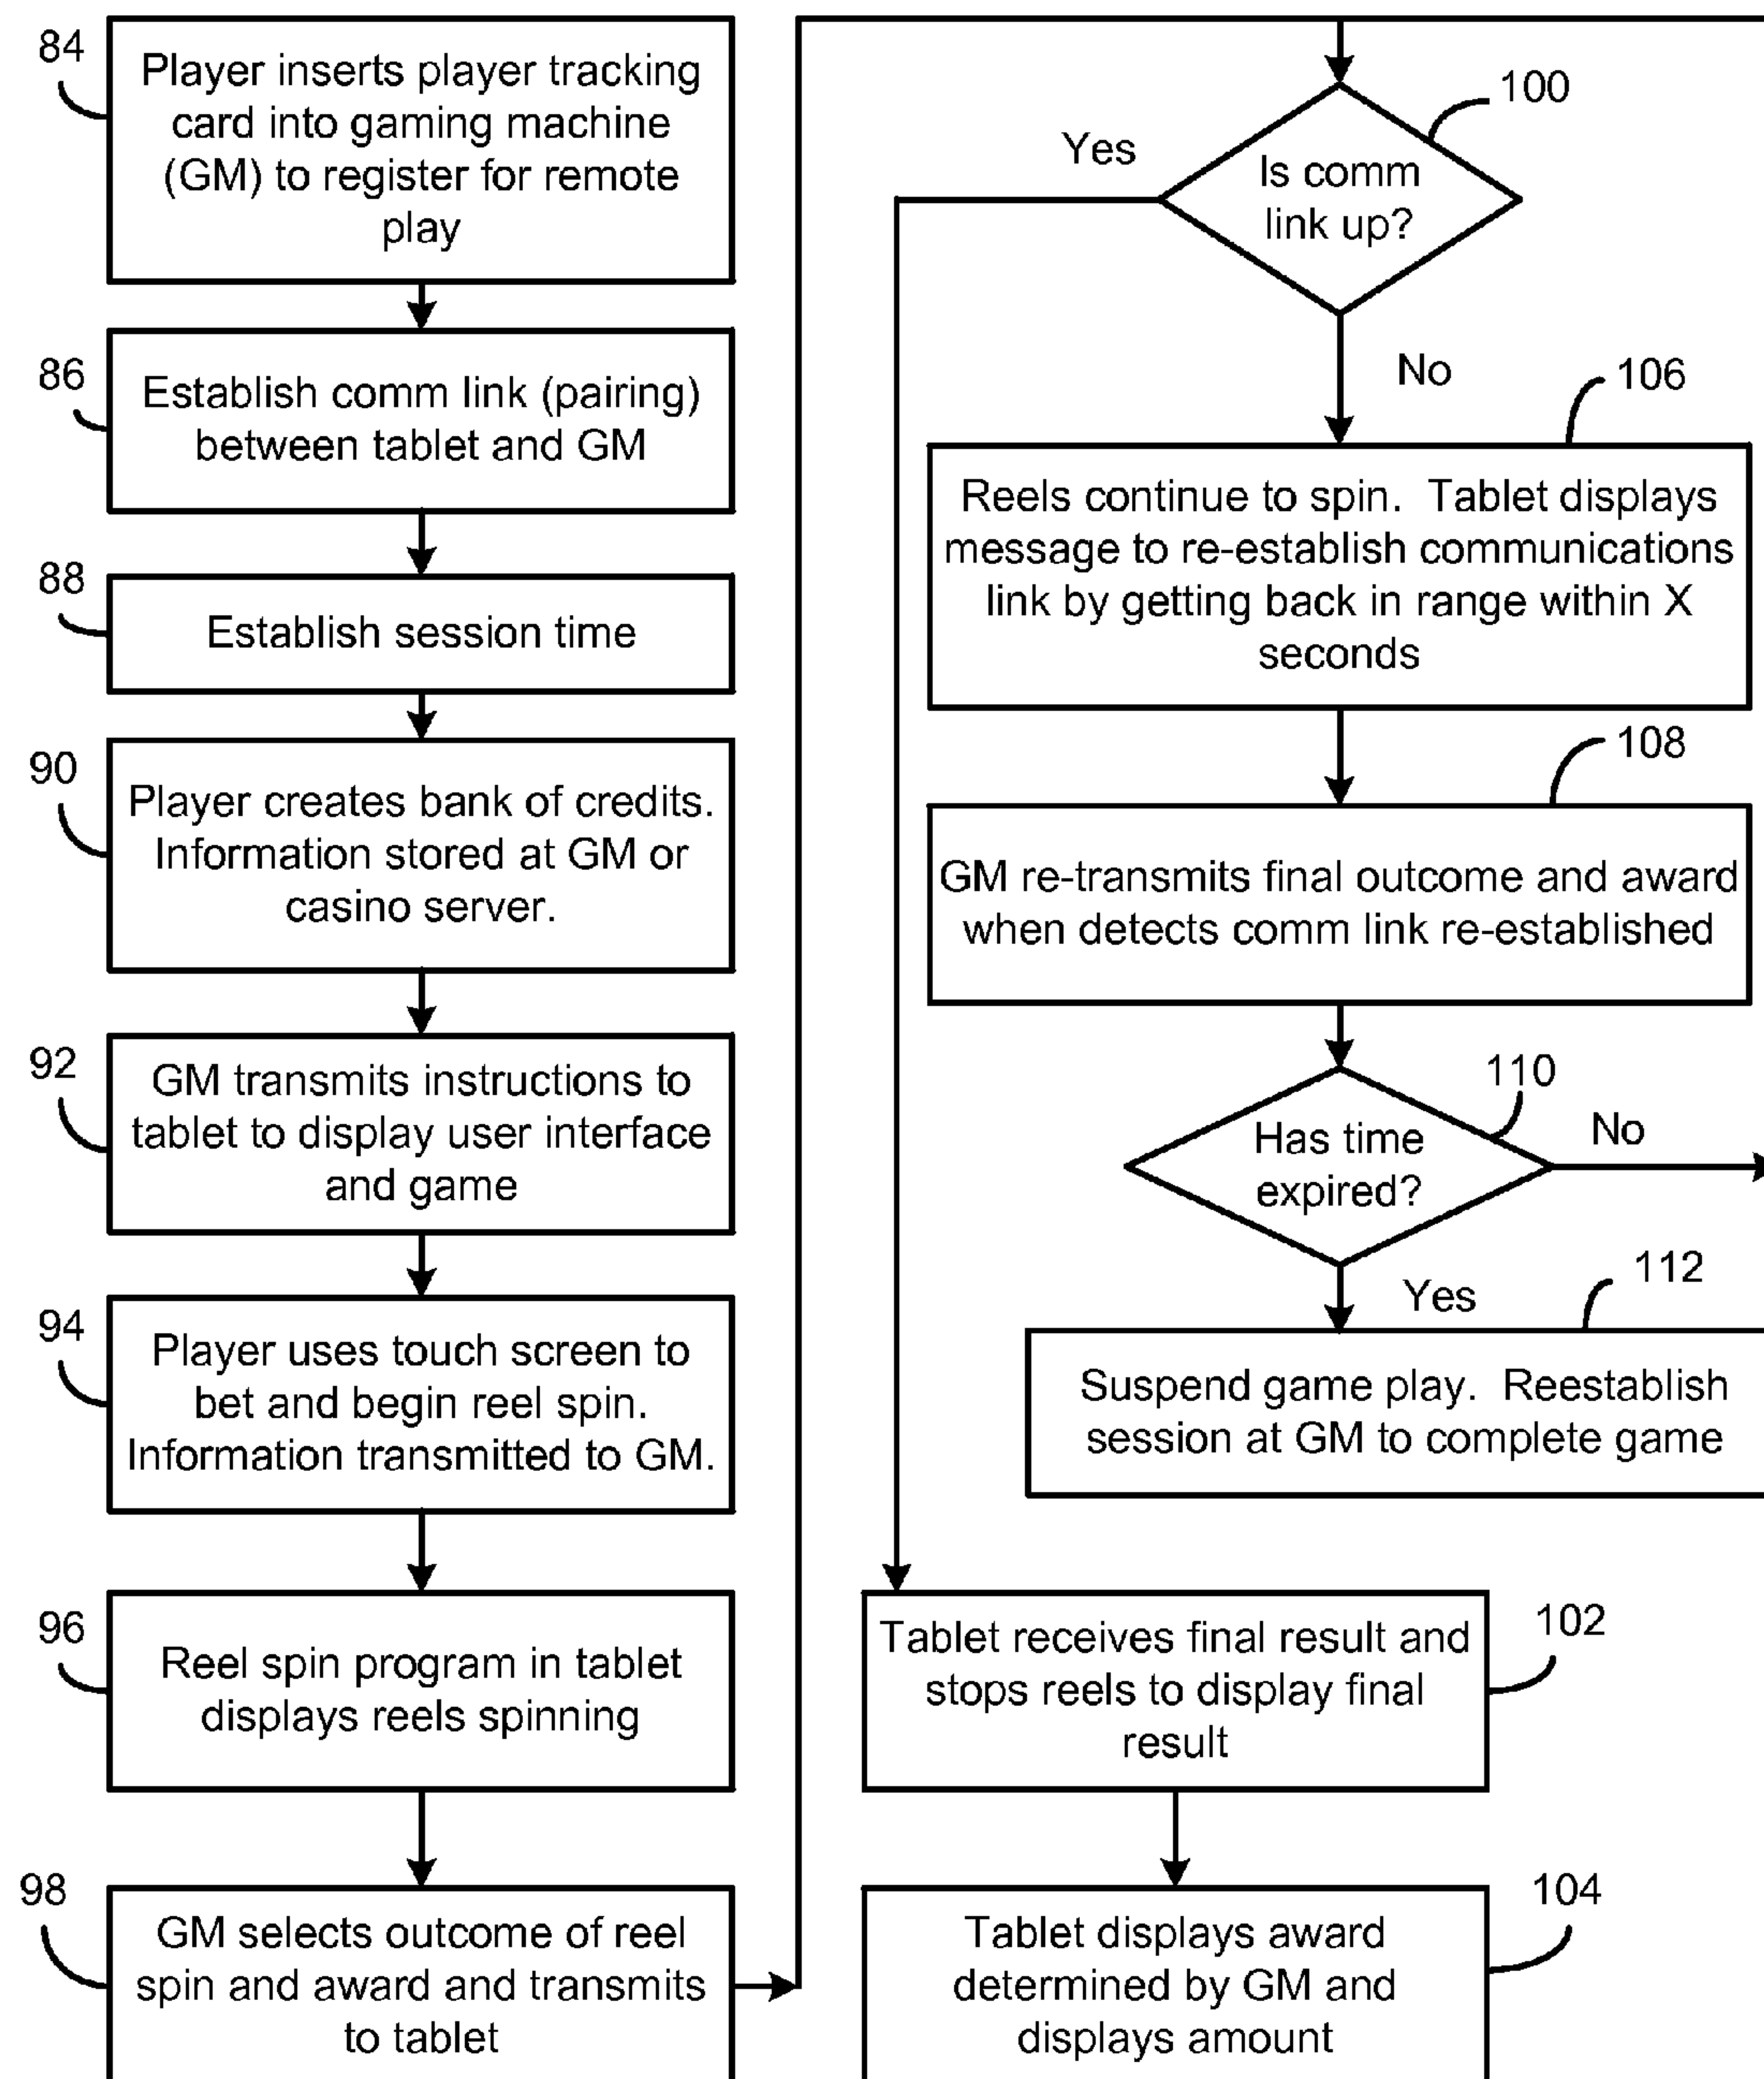 84
Player inserts player tracking
card into gaming machine
(GM) to register for remote
play
86
Establish comm link (pairing)
between tablet and GM
88
Establish session time
90
Player creates bank of credits.
Information stored at GM or
casino server.
92
GM transmits instructions to
tablet to display user interface
and game
94
Player uses touch screen to
bet and begin reel spin.
Information transmitted to GM.
96
Reel spin program in tablet
displays reels spinning
98
GM selects outcome of reel
spin and award and transmits
to tablet
100
Is comm
link up?
Yes
No
106
Reels continue to spin. Tablet displays
message to re-establish communications
link by getting back in range within X
seconds
108
GM re-transmits final outcome and award
when detects comm link re-established
110
Has time
expired?
No
Yes
112
Suspend game play. Reestablish
session at GM to complete game
102
Tablet receives final result and
stops reels to display final
result
104
Tablet displays award
determined by GM and
displays amount